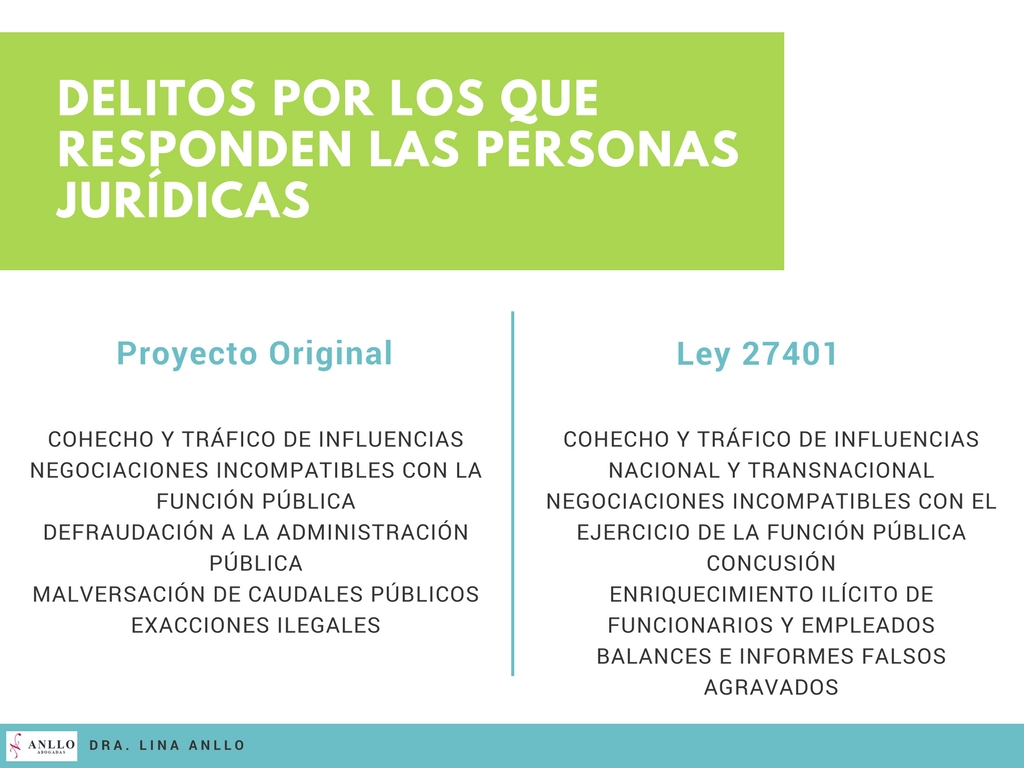 DELITOS POR LOS QUE
RESPONDEN LAS PERSONAS
JURÍDICAS
Proyecto Original
COHECHO Y TRÁFICO DE INFLUENCIAS
NEGOCIACIONES INCOMPATIBLES CON LA
FUNCIÓN PÚBLICA
DEFRAUDACIÓN A LA ADMINISTRACIÓN
PÚBLICA
MALVERSACIÓN DE CAUDALES PÚBLICOS
EXACCIONES ILEGALES
Ley 27401
COHECHO Y TRÁFICO DE INFLUENCIAS
NACIONAL Y TRANSNACIONAL
NEGOCIACIONES INCOMPATIBLES CON EL
EJERCICIO DE LA FUNCIÓN PÚBLICA
CONCUSIÓN
ENRIQUECIMIENTO ILÍCITO DE
FUNCIONARIOS Y EMPLEADOS
BALANCES E INFORMES FALSOS
AGRAVADOS
ANLLO
ABOGADAS
DRA. LINA ANLLO